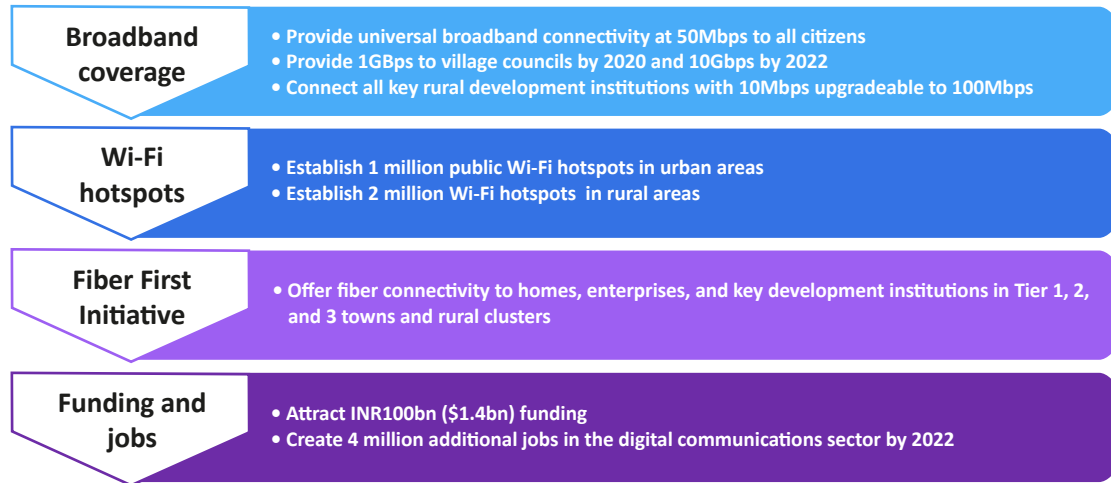 Broadband
coverage
• Provide universal broadband connectivity at 50Mbps to all citizens
• Provide 1GBps to village councils by 2020 and 10Gbps by 2022
• Connect all key rural development institutions with 10Mbps upgradeable to 100Mbps
Wi-Fi
hotspots
• Establish 1 million public Wi-Fi hotspots in urban areas
• Establish 2 million Wi-Fi hotspots in rural areas
Fiber First
Initiative
• Offer fiber connectivity to homes, enterprises, and key development institutions in Tier 1, 2,
and 3 towns and rural clusters
Funding and
jobs
• Attract INR100bn ($1.4bn) funding
• Create 4 million additional jobs in the digital communications sector by 2022